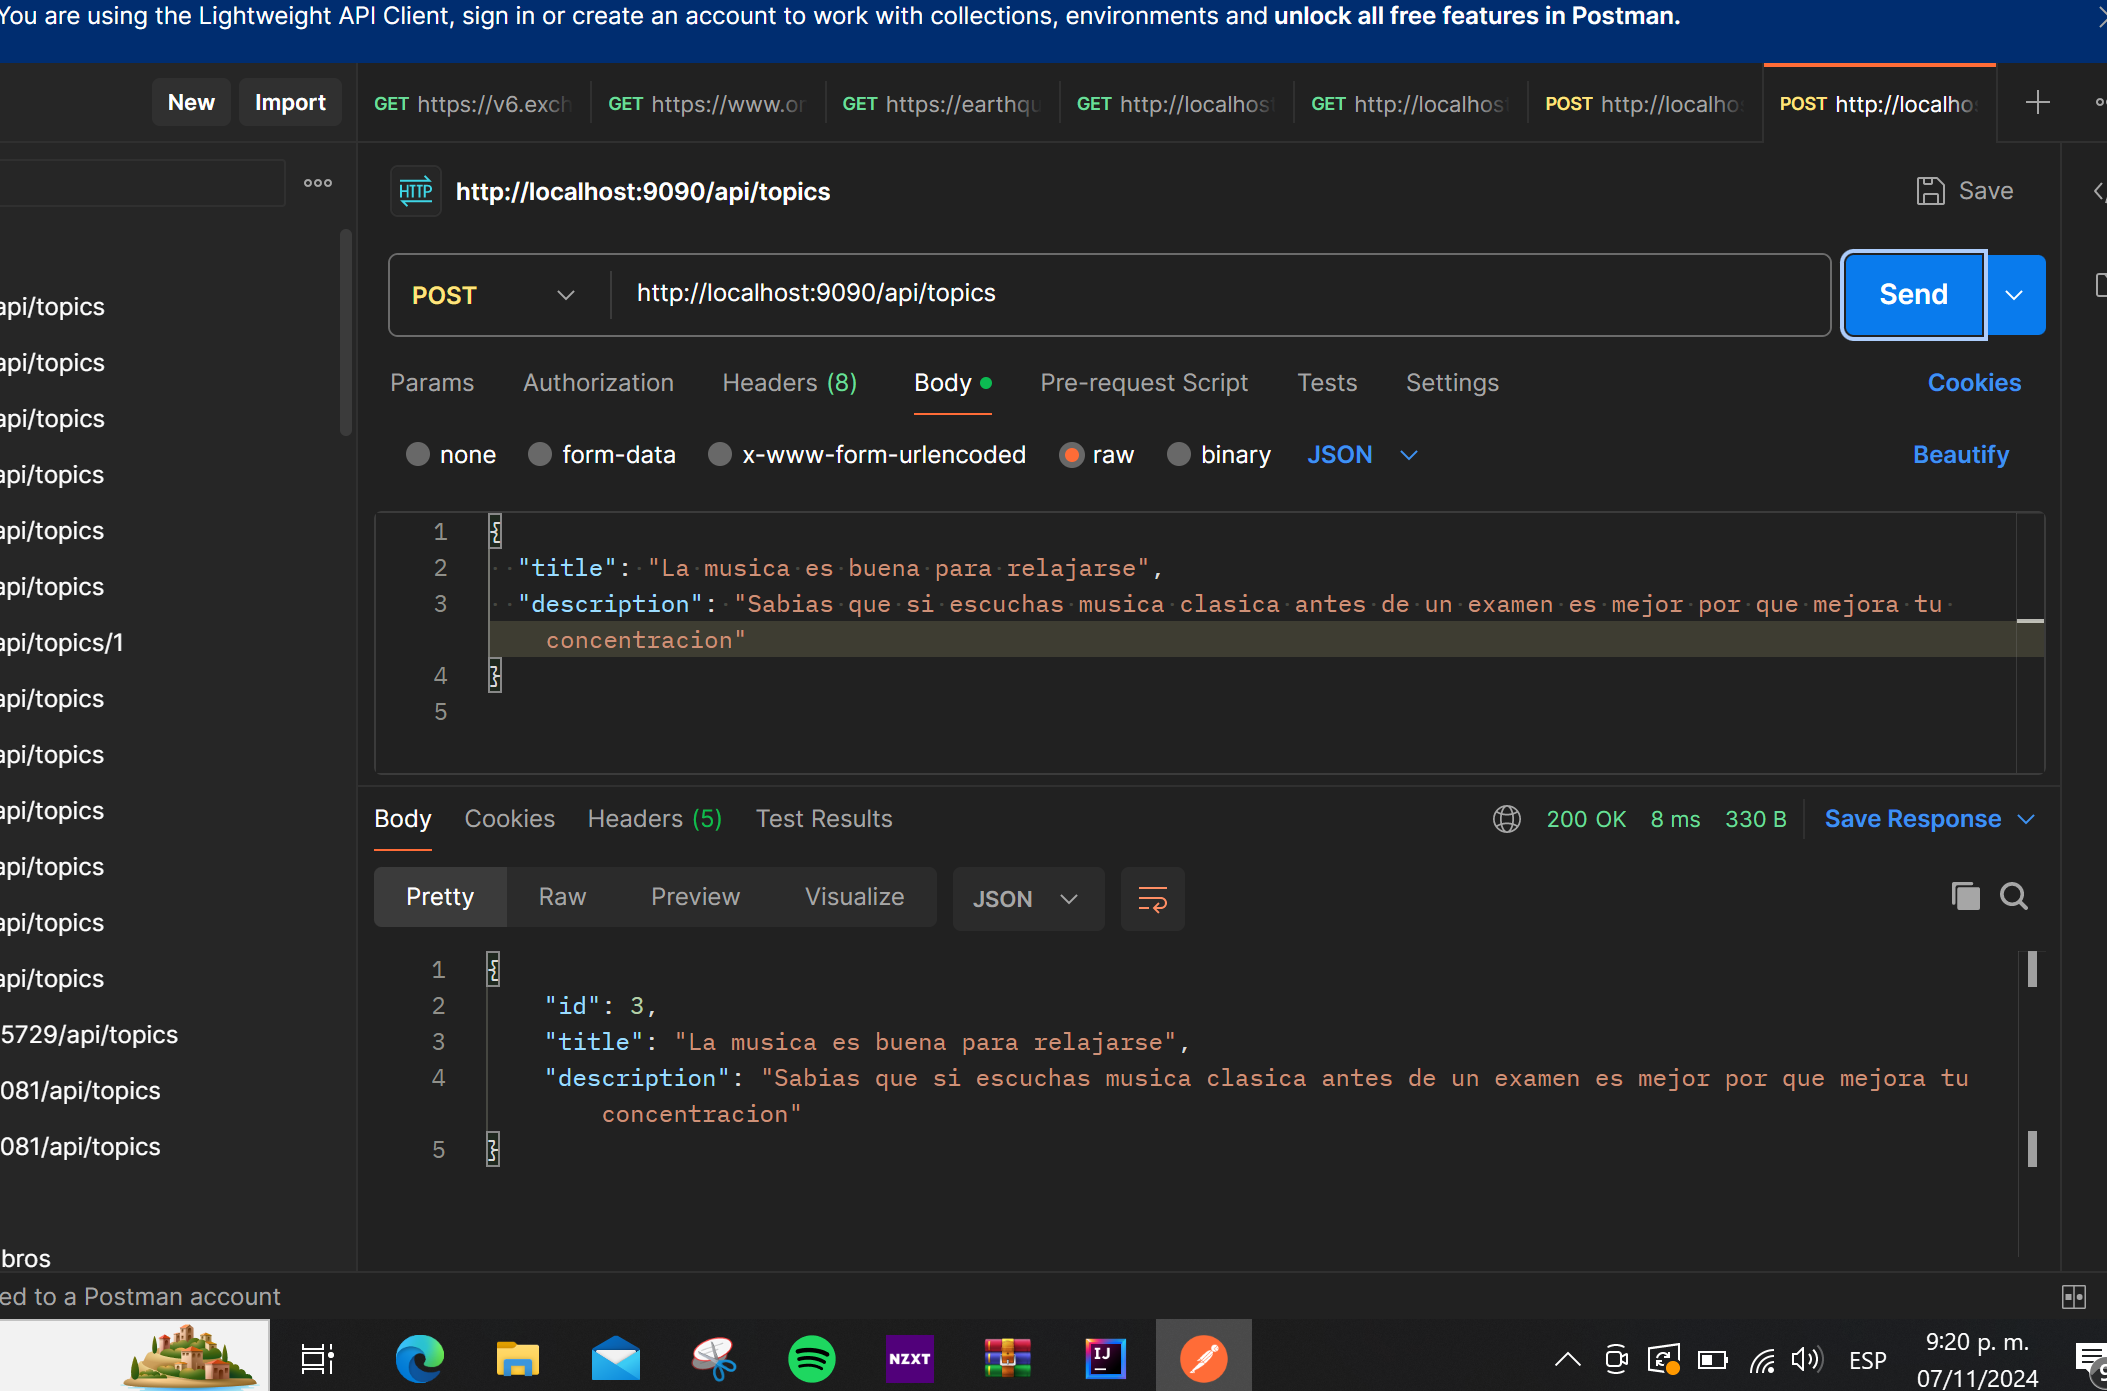 You are using the Lightweight API Client, sign in or create an account to work with collections, environments and unlock all free features in Postman.
New Import
GET https://v6.exch GET https://www.or GET https://earthqu GET http://localhost GET http://localhost POST http://localho POST http://localho
HTTP http://localhost:9090/api/topics
Save
POST http://localhost:9090/api/topics Send
Params Authorization Headers (8) Body Pre-request Script Tests Settings Cookies
none form-data x-www-form-urlencoded raw binary JSON Beautify
1 {
2 "title": "La musica es buena para relajarse",
3 "description": "Sabias que si escuchas musica clasica antes de un examen es mejor por que mejora tu
concentracion"
4 }
5
Body Cookies Headers (5) Test Results 200 OK 8 ms 330 B Save Response
Pretty Raw Preview Visualize JSON
1 {
2 "id": 3,
3 "title": "La musica es buena para relajarse",
4 "description": "Sabias que si escuchas musica clasica antes de un examen es mejor por que mejora tu
concentracion"
5 }
api/topics
api/topics
api/topics
api/topics
api/topics
api/topics
api/topics/1
api/topics
api/topics
api/topics
api/topics
api/topics
api/topics
5729/api/topics
081/api/topics
081/api/topics
bros
ed to a Postman account
NZXT
IJ
ESP
9:20 p. m.
07/11/2024